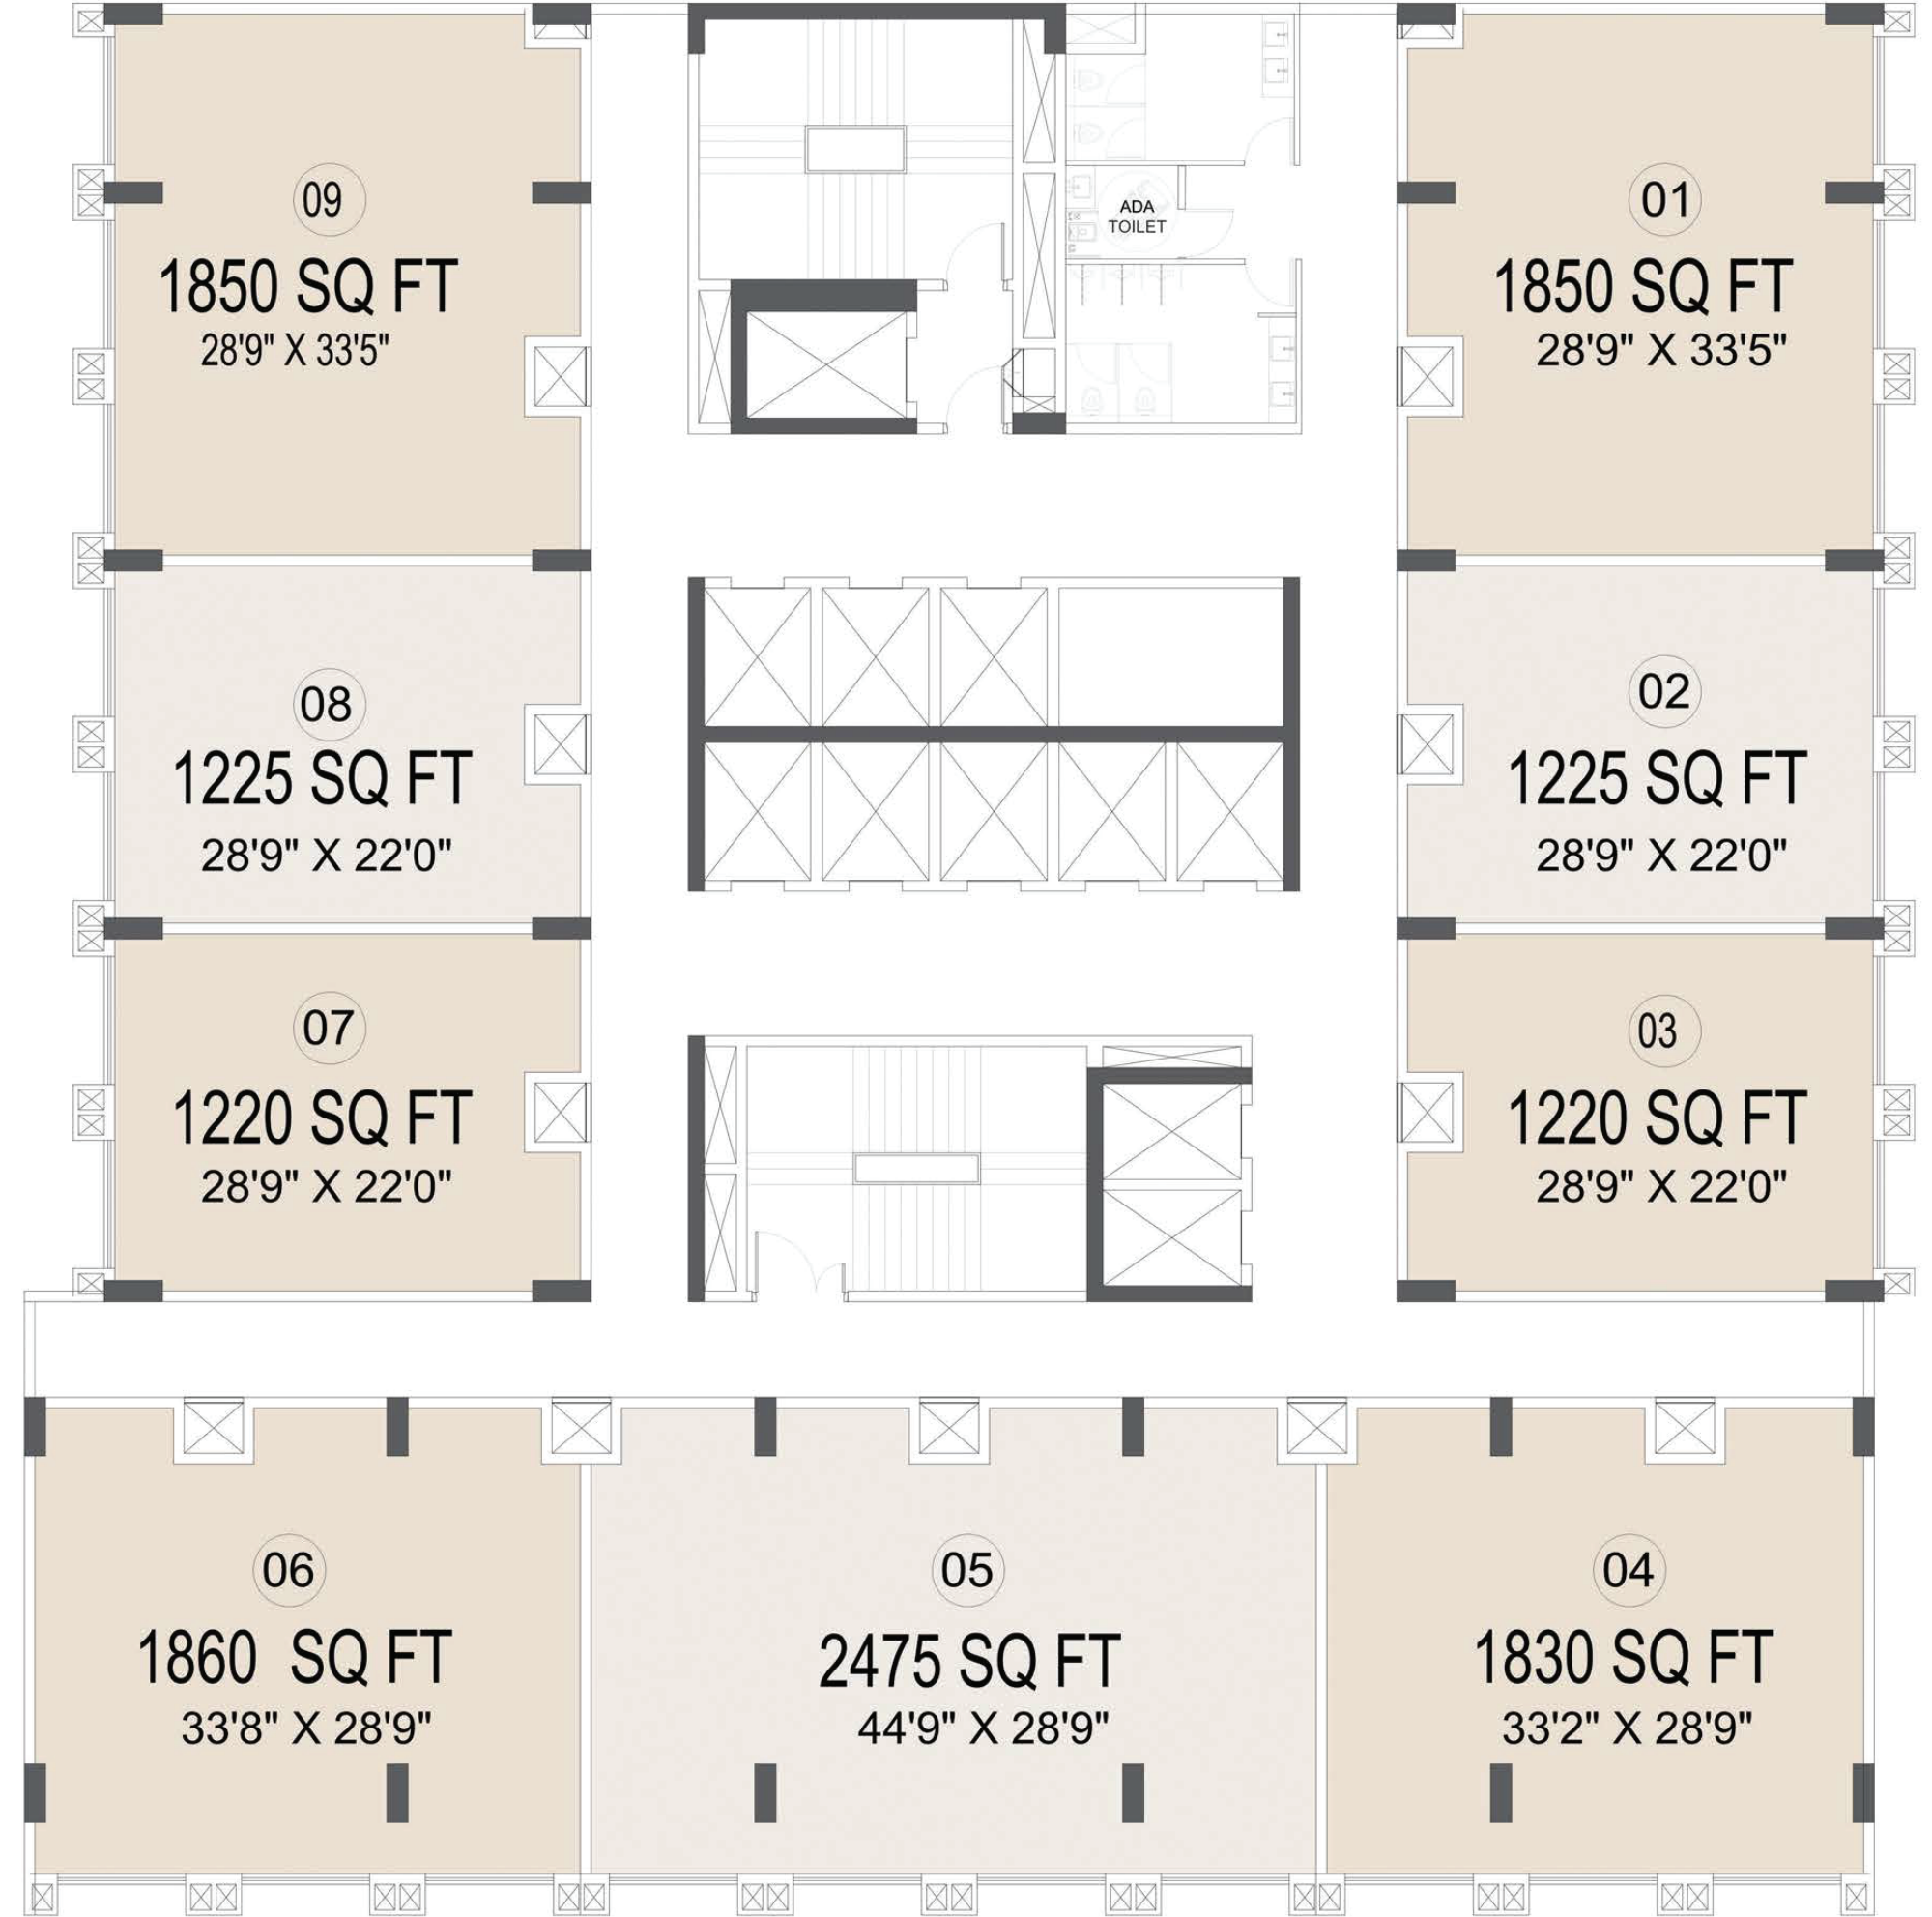 09
1850 SQ FT
28'9" X 33'5"
ADA
TOILET
01
1850 SQ FT
28'9" X 33'5"
08
1225 SQ FT
28'9" X 22'0"
02
1225 SQ FT
28'9" X 22'0"
07
1220 SQ FT
28'9" X 22'0"
03
1220 SQ FT
28'9" X 22'0"
06
1860 SQ FT
33'8" X 28'9"
05
2475 SQ FT
44'9" X 28'9"
04
1830 SQ FT
33'2" X 28'9"